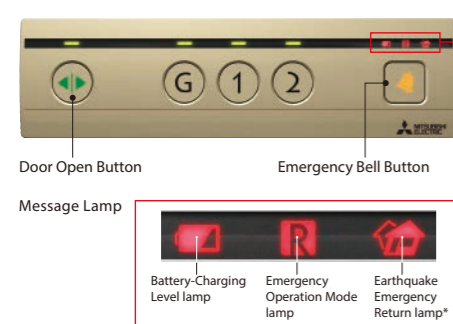 G 1 2
MITSUBISHI
ELECTRIC
Door Open Button
Emergency Bell Button
Message Lamp
R
Battery-Charging
Level lamp
Emergency
Operation Mode
lamp
Earthquake
Emergency
Return lamp*